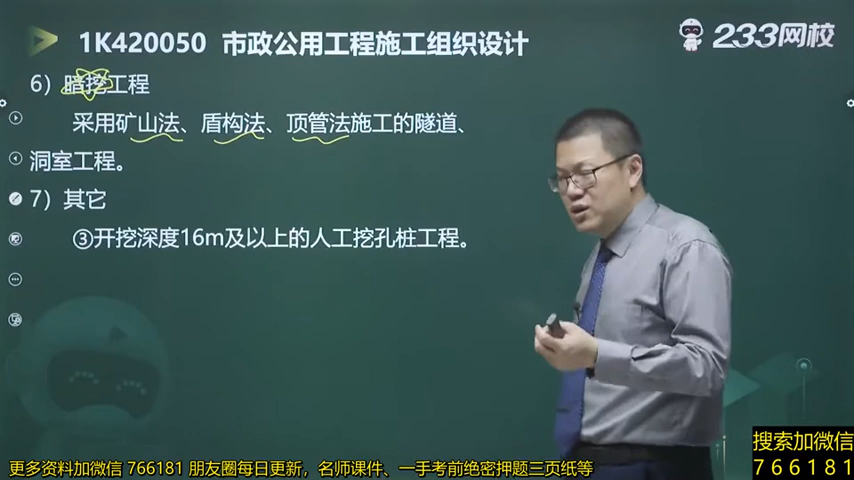 1K420050 市政公用工程施工组织设计
233网校
6）暗挖工程
采用矿山法、盾构法、顶管法施工的隧道、
洞室工程。
7）其它
③开挖深度16m及以上的人工挖孔桩工程。
搜索加微信
766181
更多资料加微信 766181 朋友圈每日更新，名师课件、一手考前绝密押题三页纸等